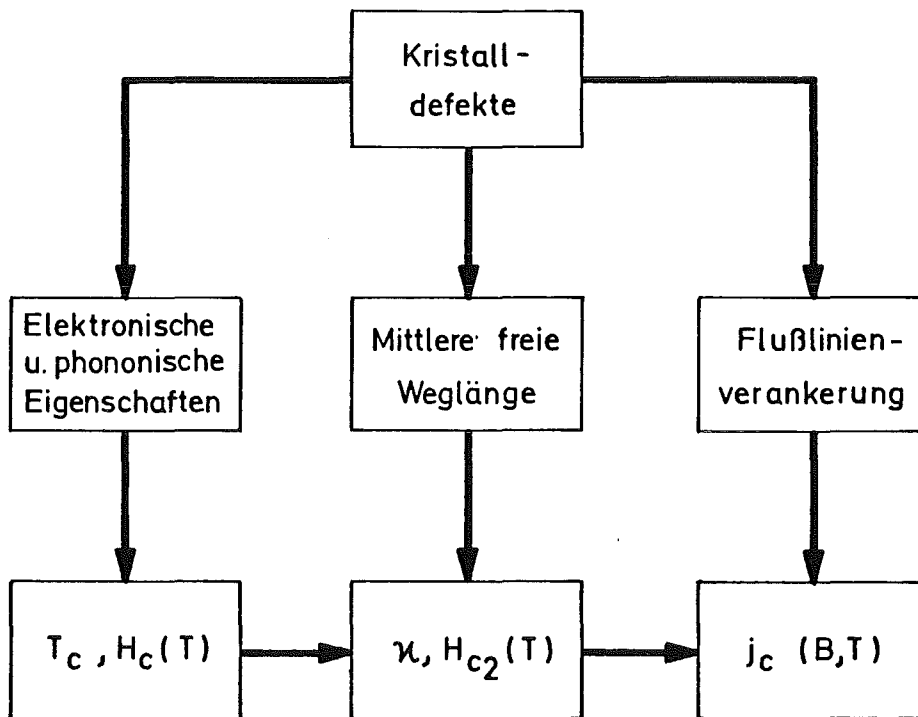 Kristall-
defekte
Elektronische
u. phononische
Eigenschaften
Mittlere freie
Weglänge
Flußlinien-
verankerung
T_c , H_c (T)
ϰ, H_c2 (T)
j_c (B,T)